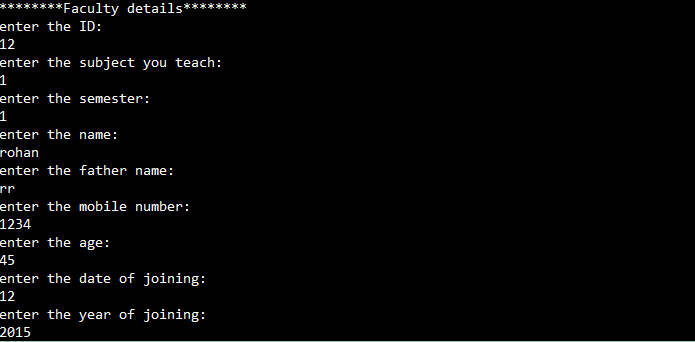 ********Faculty details********
enter the ID:
12
enter the subject you teach:
1
enter the semester:
1
enter the name:
rohan
enter the father name:
rr
enter the mobile number:
1234
enter the age:
45
enter the date of joining:
12
enter the year of joining:
2015